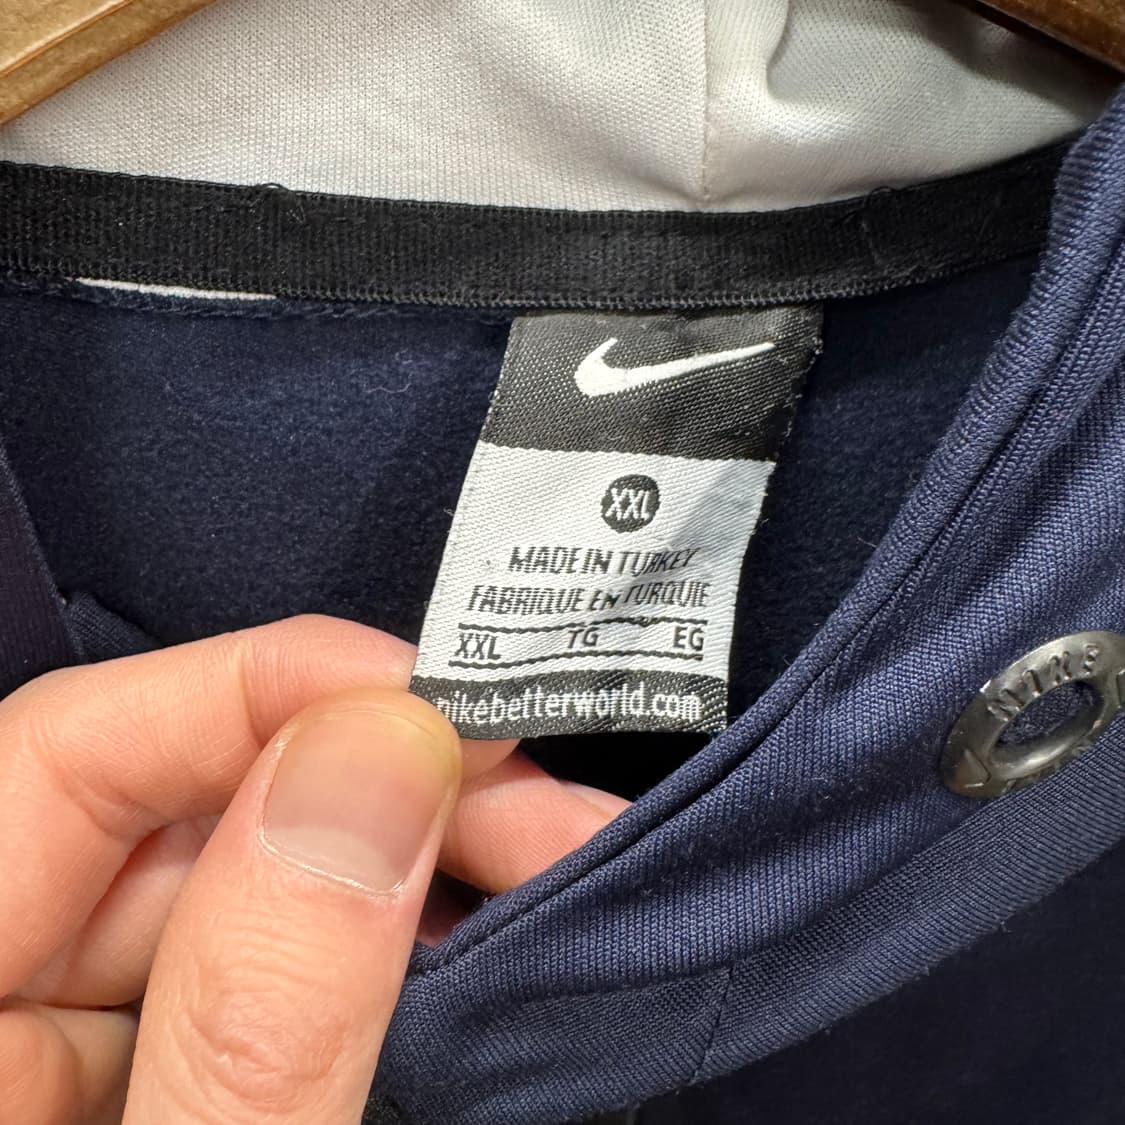 XXL
MADE IN TURKEY
FABRIQUE EN TURQUIE
XXL TG EG
nikebetterworld.com
NIKE